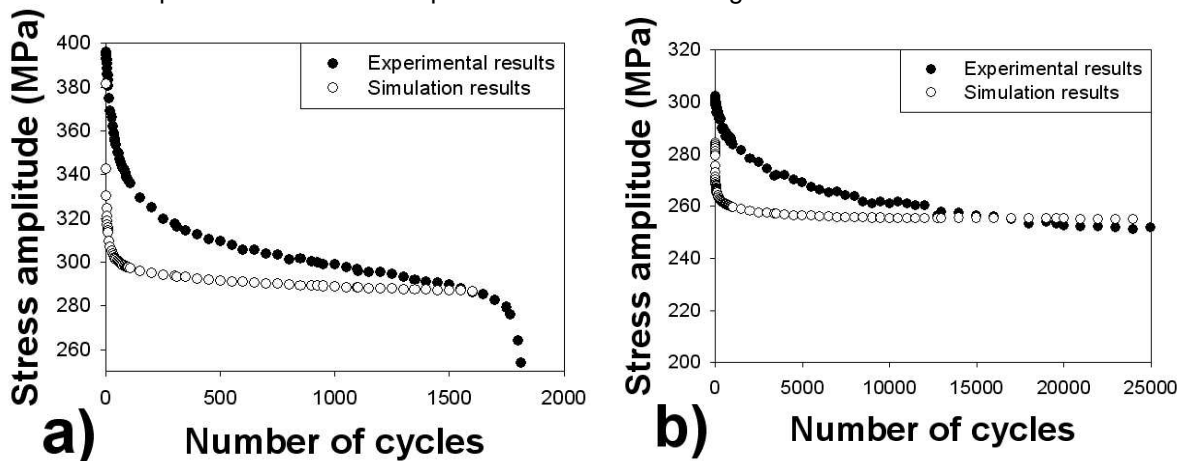 400
380
360
340
320
300
280
260
Stress amplitude (MPa)
● Experimental results
○ Simulation results
0 500 1000 1500 2000
Number of cycles
a)
320
300
280
260
240
220
200
Stress amplitude (MPa)
● Experimental results
○ Simulation results
0 5000 10000 15000 20000 25000
Number of cycles
b)